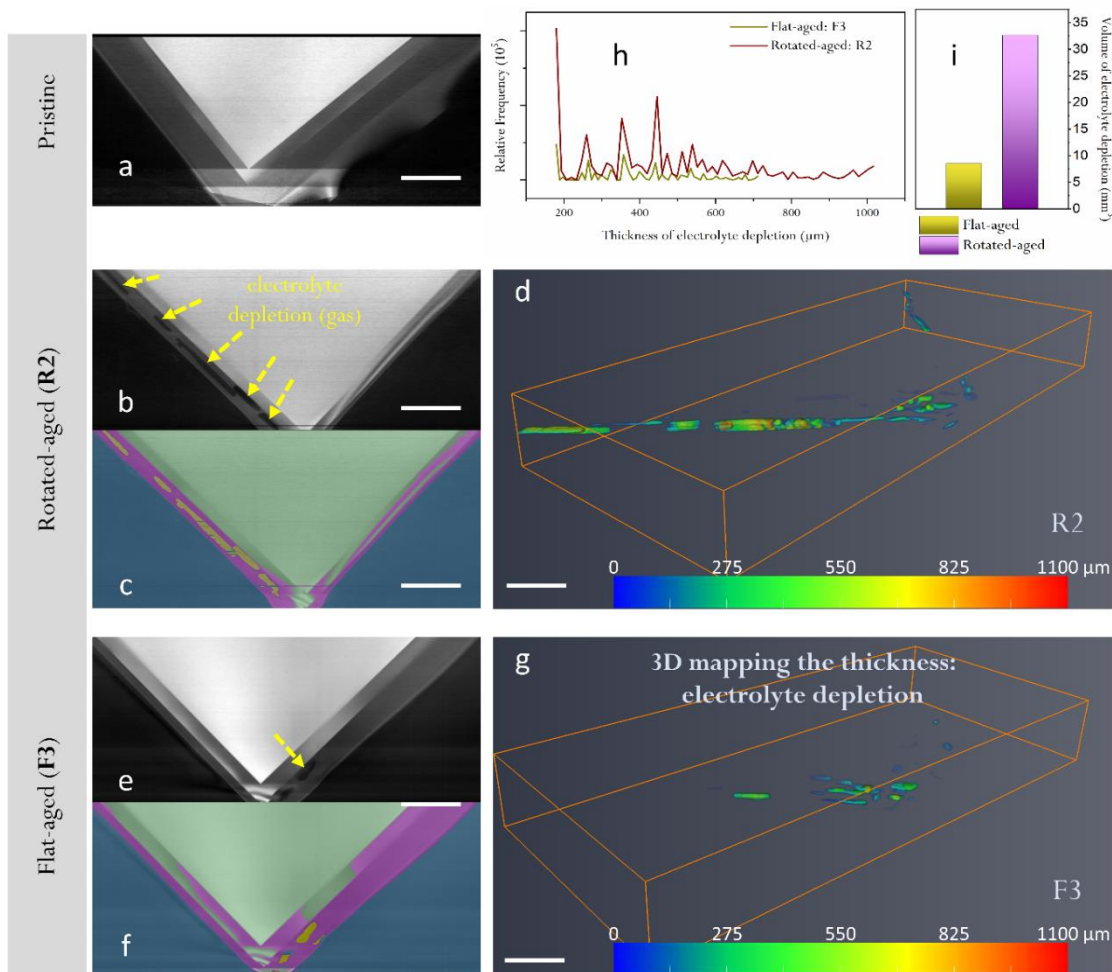 Pristine
a
h
Flat-aged: F3
Rotated-aged: R2
Relative Frequency (10⁵)
200 400 600 800 1000
Thickness of electrolyte depletion (µm)
i
35
30
25
20
15
10
5
0
Volume of electrolyte depletion (mm³)
Flat-aged
Rotated-aged
Rotated-aged (R2)
electrolyte
depletion (gas)
b
c
d
R2
0 275 550 825 1100 µm
Flat-aged (F3)
e
f
g
3D mapping the thickness:
electrolyte depletion
F3
0 275 550 825 1100 µm